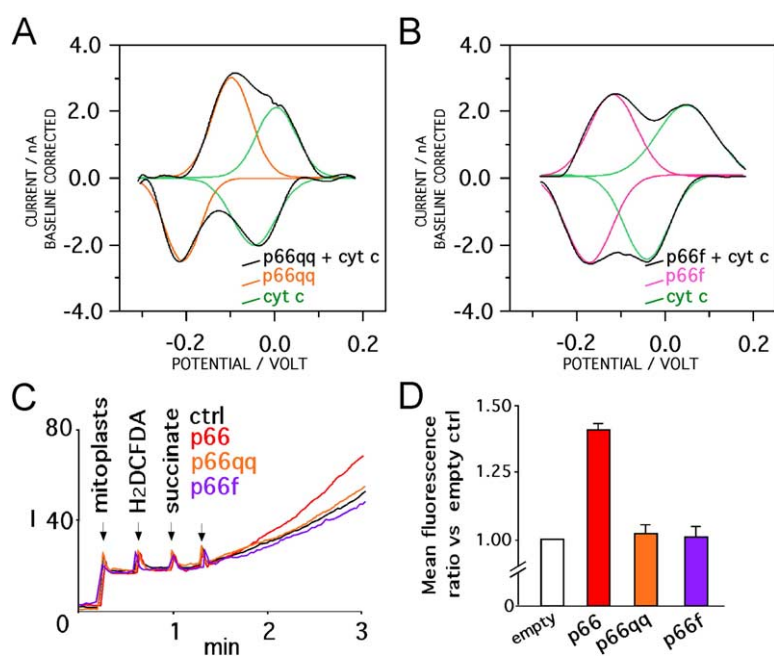 A
CURRENT / nA
BASELINE CORRECTED
4.0
2.0
0.0
-2.0
-4.0
p66qq + cyt c
p66qq
cyt c
-0.2
0.0
0.2
POTENTIAL / VOLT
B
CURRENT / nA
BASELINE CORRECTED
4.0
2.0
0.0
-2.0
-4.0
p66f + cyt c
p66f
cyt c
-0.2
0.0
0.2
POTENTIAL / VOLT
C
I
80
40
0
mitoplasts
H2DCFDA
succinate
ctrl
p66
p66qq
p66f
0
1
2
3
min
D
Mean fluorescence
ratio vs empty ctrl
1.50
1.25
1.00
0
empty
p66
p66qq
p66f